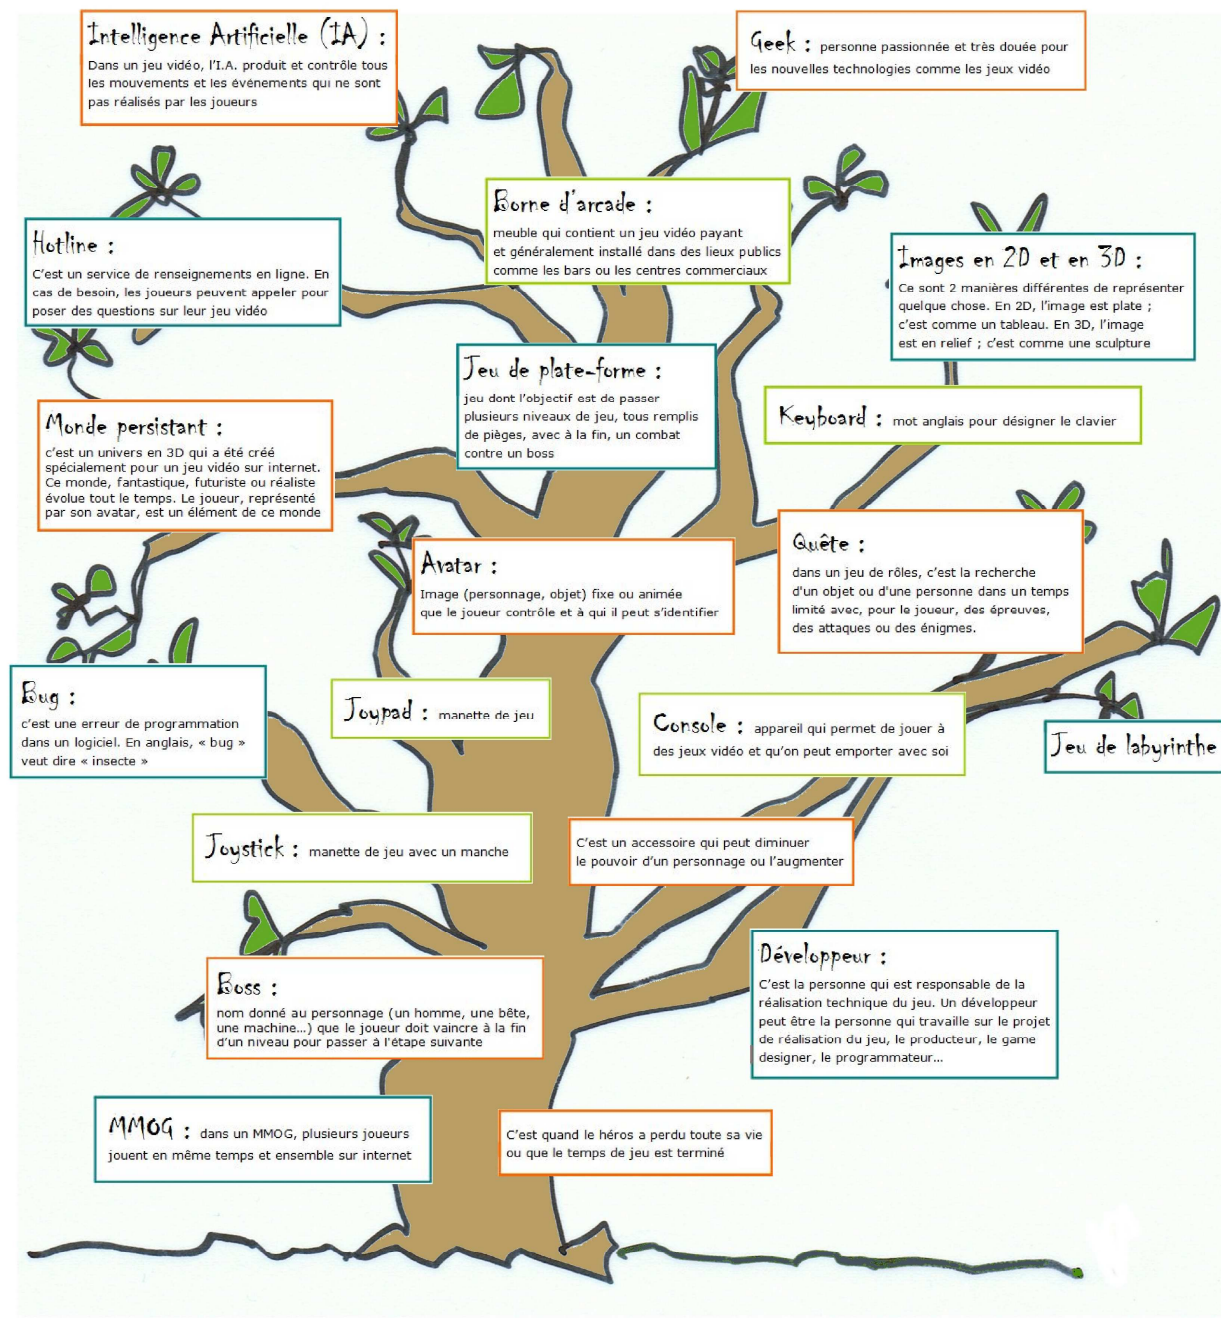 Intelligence Artificielle (IA) :
Dans un jeu vidéo, l’I.A. produit et contrôle tous
les mouvements et les événements qui ne sont
pas réalisés par les joueurs
Geek : personne passionnée et très douée pour
les nouvelles technologies comme les jeux vidéo
Borne d’arcade :
meuble qui contient un jeu vidéo payant
et généralement installé dans des lieux publics
comme les bars ou les centres commerciaux
Hotline :
C’est un service de renseignements en ligne. En
cas de besoin, les joueurs peuvent appeler pour
poser des questions sur leur jeu vidéo
Images en 2D et en 3D :
Ce sont 2 manières différentes de représenter
quelque chose. En 2D, l’image est plate ;
c’est comme un tableau. En 3D, l’image
est en relief ; c’est comme une sculpture
Jeu de plate-forme :
jeu dont l’objectif est de passer
plusieurs niveaux de jeu, tous remplis
de pièges, avec à la fin, un combat
contre un boss
Keyboard : mot anglais pour désigner le clavier
Monde persistant :
c’est un univers en 3D qui a été créé
spécialement pour un jeu vidéo sur internet.
Ce monde, fantastique, futuriste ou réaliste
évolue tout le temps. Le joueur, représenté
par son avatar, est un élément de ce monde
Avatar :
Image (personnage, objet) fixe ou animée
que le joueur contrôle et à qui il peut s’identifier
Quête :
dans un jeu de rôles, c’est la recherche
d'un objet ou d'une personne dans un temps
limité avec, pour le joueur, des épreuves,
des attaques ou des énigmes.
Bug :
c’est une erreur de programmation
dans un logiciel. En anglais, « bug »
veut dire « insecte »
Joypad : manette de jeu
Console : appareil qui permet de jouer à
des jeux vidéo et qu’on peut emporter avec soi
Jeu de labyrinthe
Joystick : manette de jeu avec un manche
C’est un accessoire qui peut diminuer
le pouvoir d’un personnage ou l’augmenter
Boss :
nom donné au personnage (un homme, une bête,
une machine…) que le joueur doit vaincre à la fin
d’un niveau pour passer à l'étape suivante
Développeur :
C’est la personne qui est responsable de la
réalisation technique du jeu. Un développeur
peut être la personne qui travaille sur le projet
de réalisation du jeu, le producteur, le game
designer, le programmateur…
MMOG : dans un MMOG, plusieurs joueurs
jouent en même temps et ensemble sur internet
C’est quand le héros a perdu toute sa vie
ou que le temps de jeu est terminé